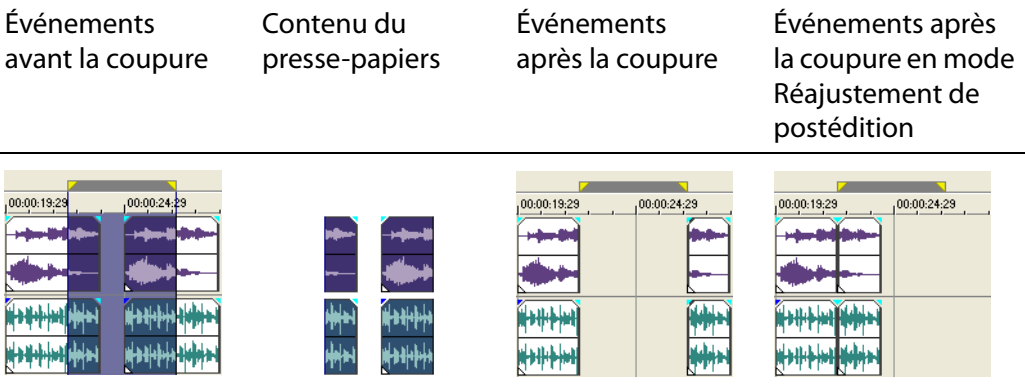 Événements
avant la coupure
Contenu du
presse-papiers
Événements
après la coupure
Événements après
la coupure en mode
Réajustement de
postédition
00:00:19:29
00:00:24:29
00:00:19:29
00:00:24:29
00:00:19:29
00:00:24:29